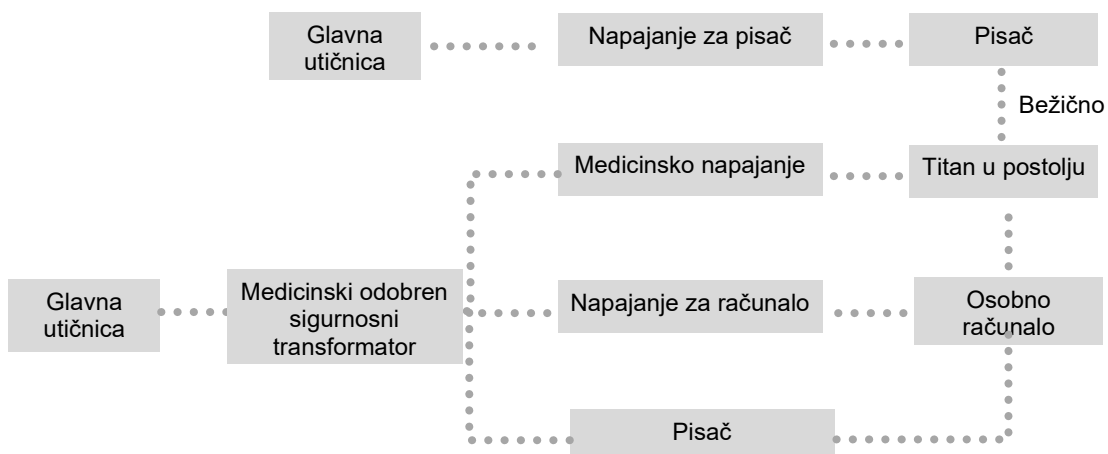 Glavna
utičnica
Napajanje za pisač
Pisač
Bežično
Medicinsko napajanje
Titan u postolju
Glavna
utičnica
Medicinski odobren
sigurnosni
transformator
Napajanje za računalo
Osobno
računalo
Pisač